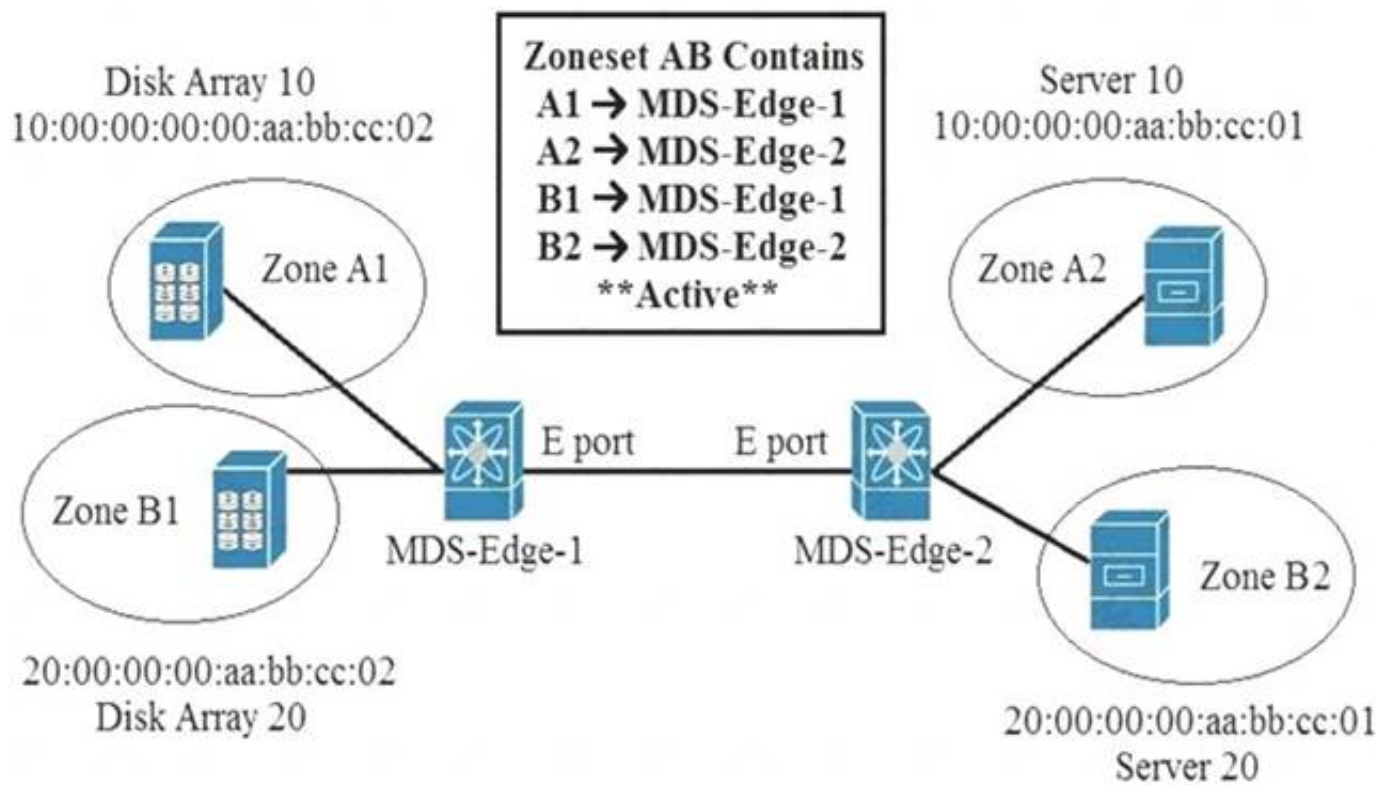 Zoneset AB Contains
A1 → MDS-Edge-1
A2 → MDS-Edge-2
B1 → MDS-Edge-1
B2 → MDS-Edge-2
**Active**
Disk Array 10
10:00:00:00:00:aa:bb:cc:02
Zone A1
Server 10
10:00:00:00:aa:bb:cc:01
Zone A2
Zone B1
E port
E port
MDS-Edge-1
MDS-Edge-2
Zone B2
20:00:00:00:aa:bb:cc:02
Disk Array 20
20:00:00:00:aa:bb:cc:01
Server 20